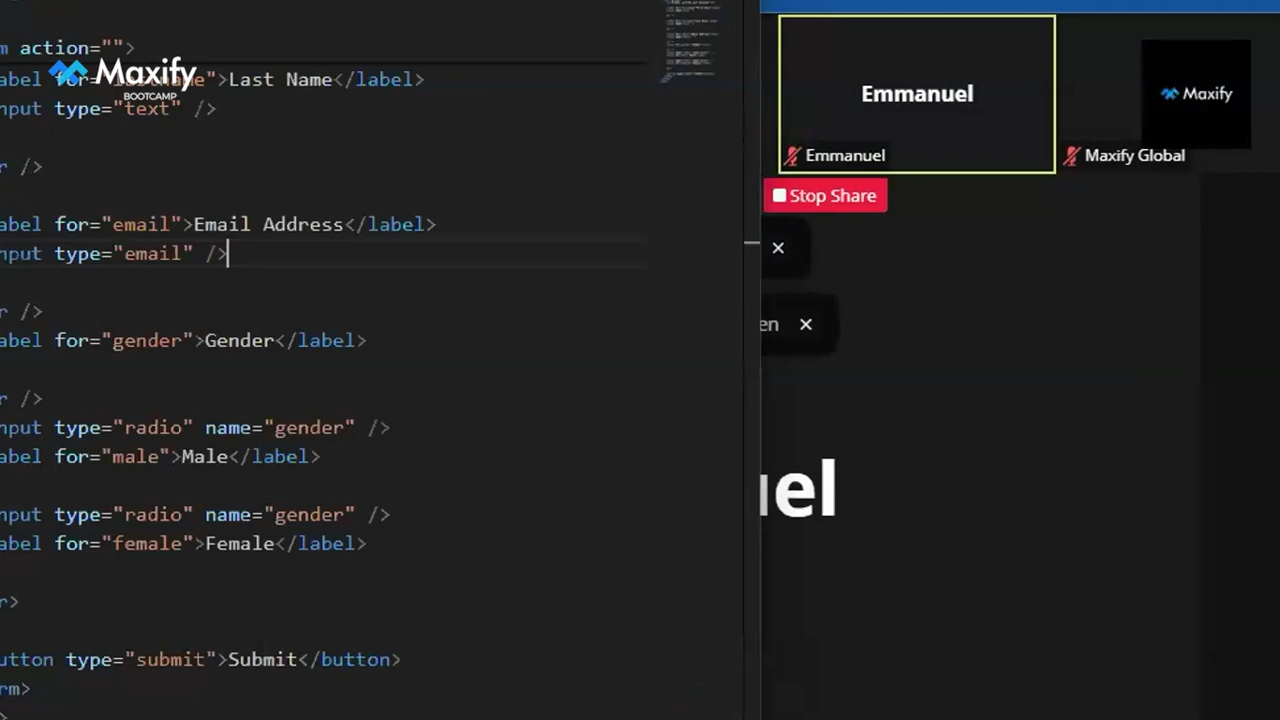 m action="">
abel for="lastname">Last Name</label>
nput type="text" />
r />
abel for="email">Email Address</label>
nput type="email" />
r />
abel for="gender">Gender</label>
r />
nput type="radio" name="gender" />
abel for="male">Male</label>
nput type="radio" name="gender" />
abel for="female">Female</label>
r>
utton type="submit">Submit</button>
rm>
Maxify
BOOTCAMP
Emmanuel
Emmanuel
Maxify
Maxify Global
Stop Share
en
uel